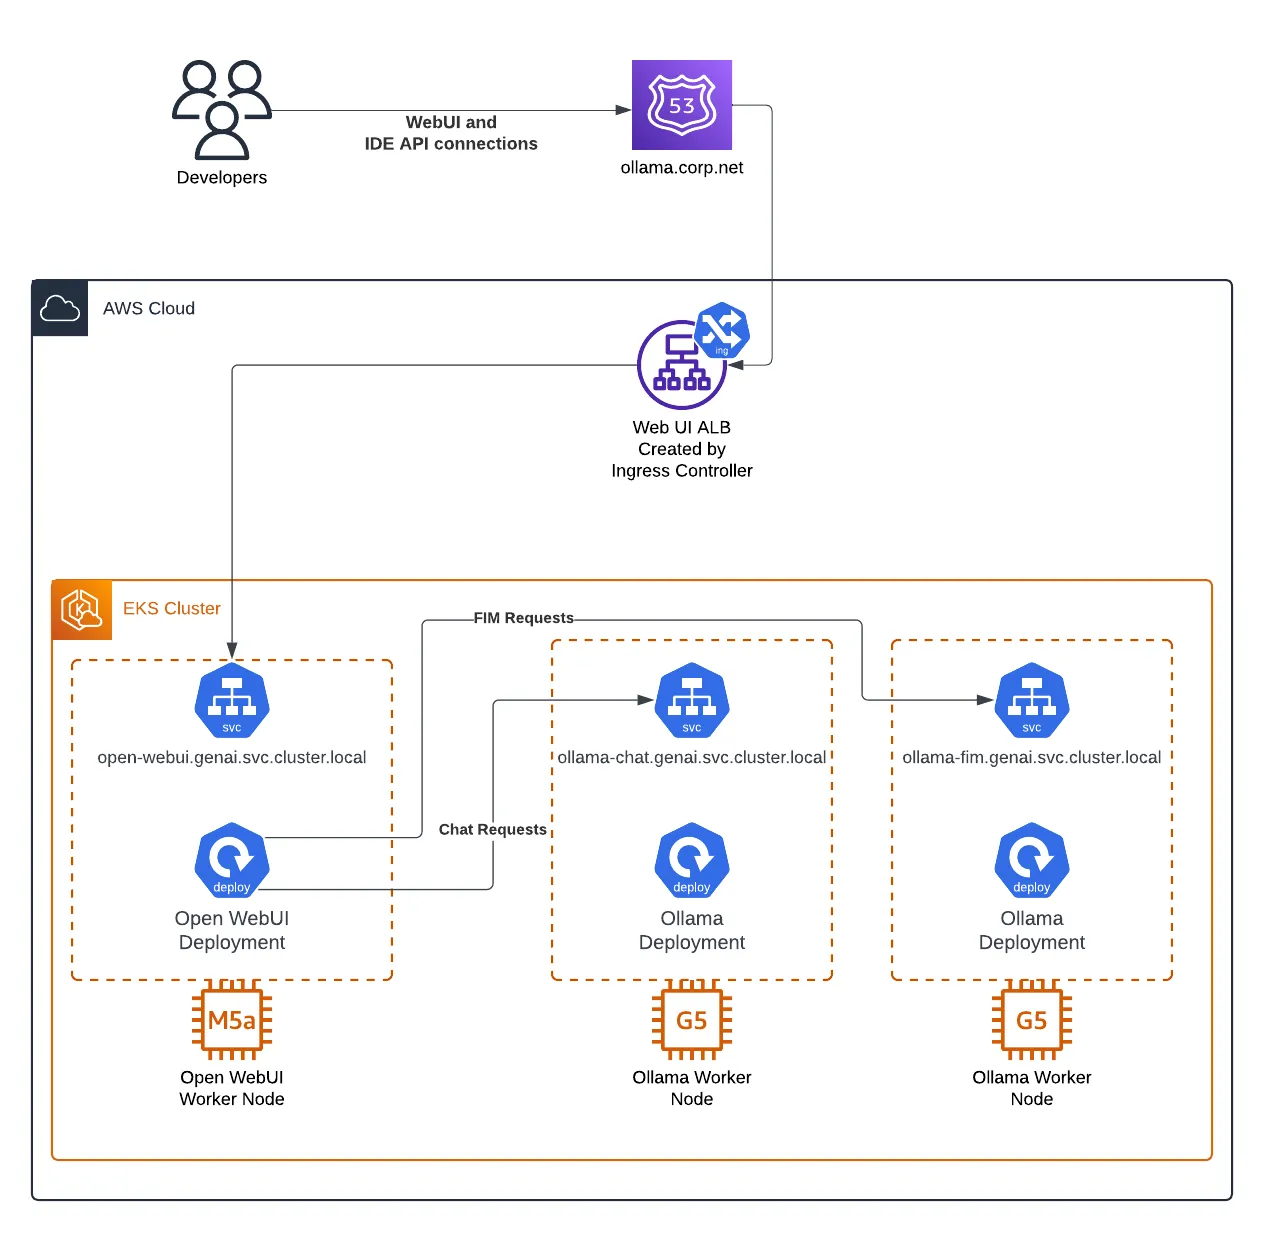 53
WebUI and
IDE API connections
Developers
ollama.corp.net
AWS Cloud
ing
Web UI ALB
Created by
Ingress Controller
K
EKS Cluster
FIM Requests
svc
svc
svc
open-webui.genai.svc.cluster.local
ollama-chat.genai.svc.cluster.local
ollama-fim.genai.svc.cluster.local
Chat Requests
deploy
deploy
deploy
Open WebUI
Deployment
Ollama
Deployment
Ollama
Deployment
M5a
G5
G5
Open WebUI
Worker Node
Ollama Worker
Node
Ollama Worker
Node